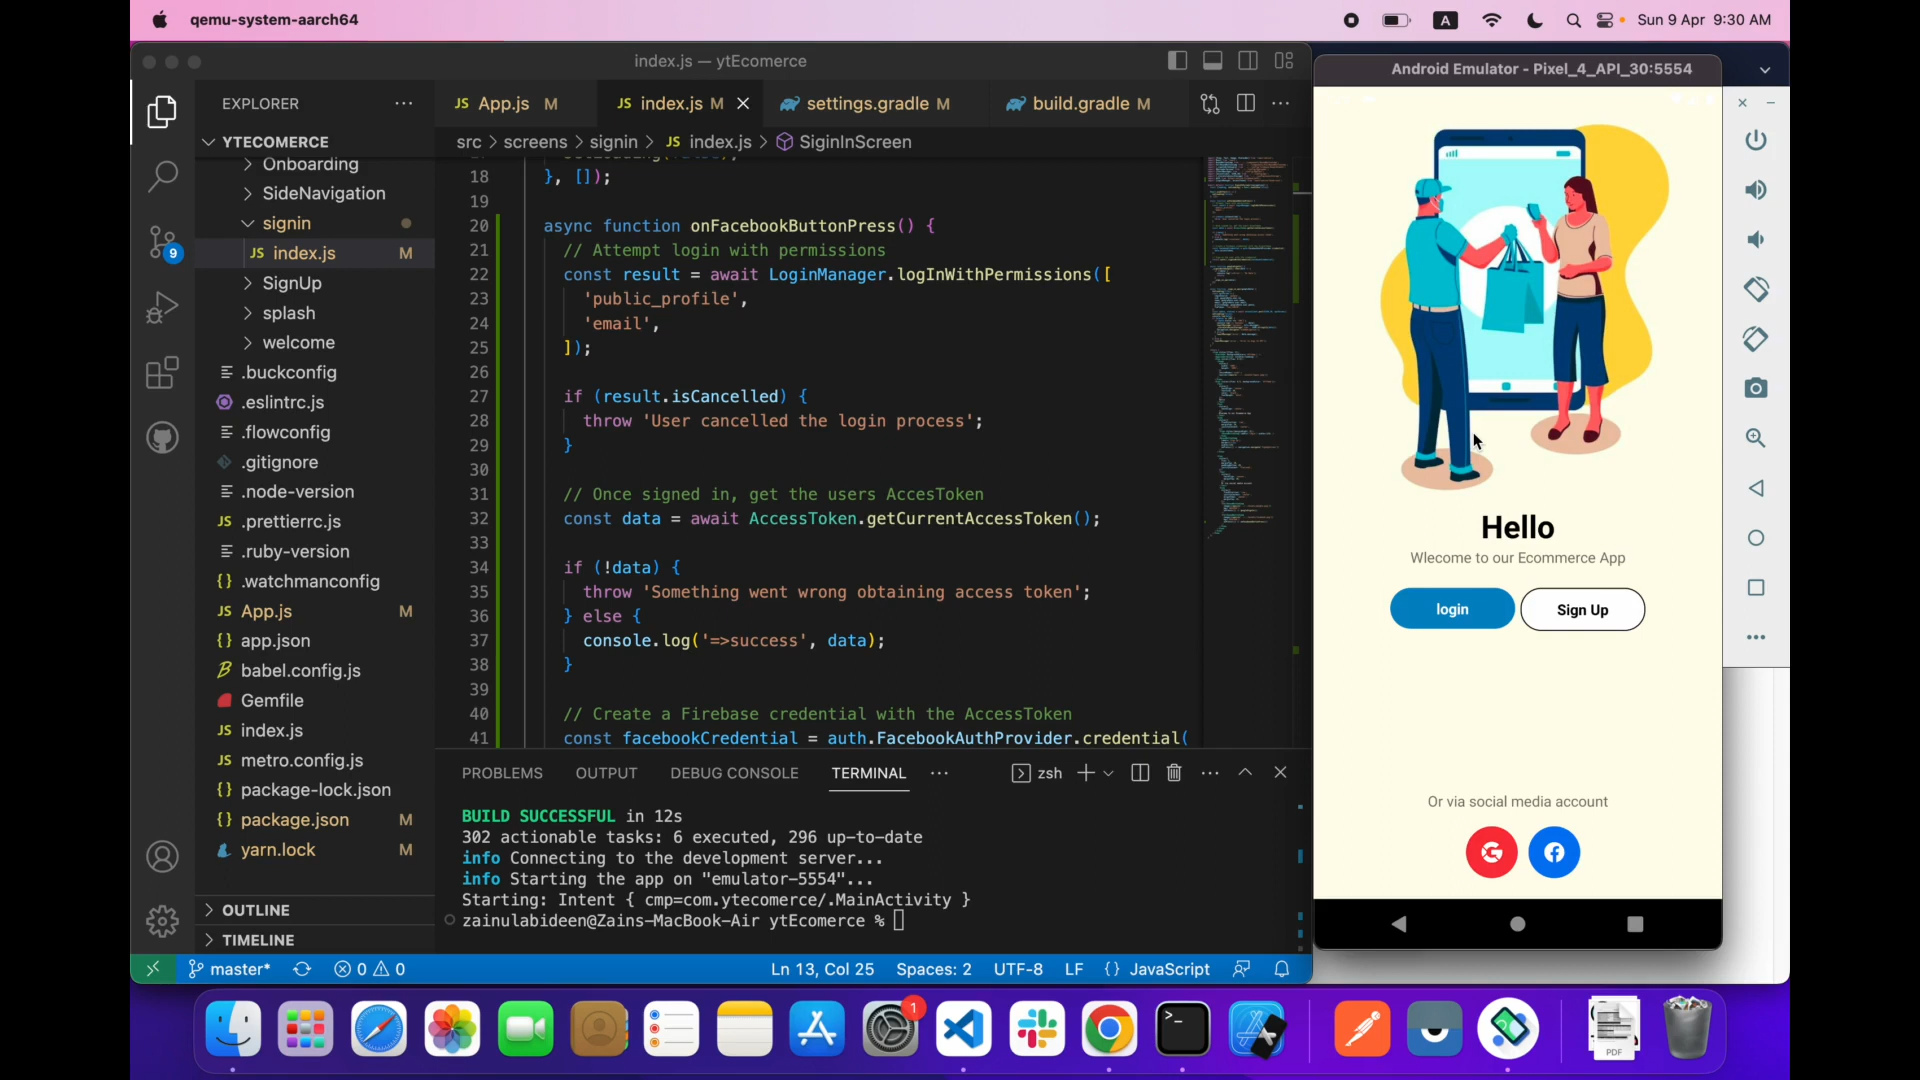 qemu-system-aarch64
A
Sun 9 Apr 9:30 AM
index.js — ytEcomerce
EXPLORER
YTECOMERCE
Onboarding
SideNavigation
signin
JS index.js M
SignUp
splash
welcome
.buckconfig
.eslintrc.js
.flowconfig
.gitignore
.node-version
JS .prettierrc.js
.ruby-version
{} .watchmanconfig
JS App.js M
{} app.json
babel.config.js
Gemfile
JS index.js
JS metro.config.js
{} package-lock.json
{} package.json M
yarn.lock M
OUTLINE
TIMELINE
9
JS App.js M
JS index.js M
settings.gradle M
build.gradle M
src > screens > signin > JS index.js > SiginInScreen
18 }, []);
19
20 async function onFacebookButtonPress() {
21 // Attempt login with permissions
22 const result = await LoginManager.logInWithPermissions([
23 'public_profile',
24 'email',
25 ]);
26
27 if (result.isCancelled) {
28 throw 'User cancelled the login process';
29 }
30
31 // Once signed in, get the users AccesToken
32 const data = await AccessToken.getCurrentAccessToken();
33
34 if (!data) {
35 throw 'Something went wrong obtaining access token';
36 } else {
37 console.log('=>success', data);
38 }
39
40 // Create a Firebase credential with the AccessToken
41 const facebookCredential = auth.FacebookAuthProvider.credential(
PROBLEMS OUTPUT DEBUG CONSOLE TERMINAL
zsh
BUILD SUCCESSFUL in 12s
302 actionable tasks: 6 executed, 296 up-to-date
info Connecting to the development server...
info Starting the app on "emulator-5554"...
Starting: Intent { cmp=com.ytecomerce/.MainActivity }
zainulabideen@Zains-MacBook-Air ytEcomerce %
master* 0 0
Ln 13, Col 25 Spaces: 2 UTF-8 LF {} JavaScript
Android Emulator - Pixel_4_API_30:5554
Hello
Wlecome to our Ecommerce App
login
Sign Up
Or via social media account
1
PDF